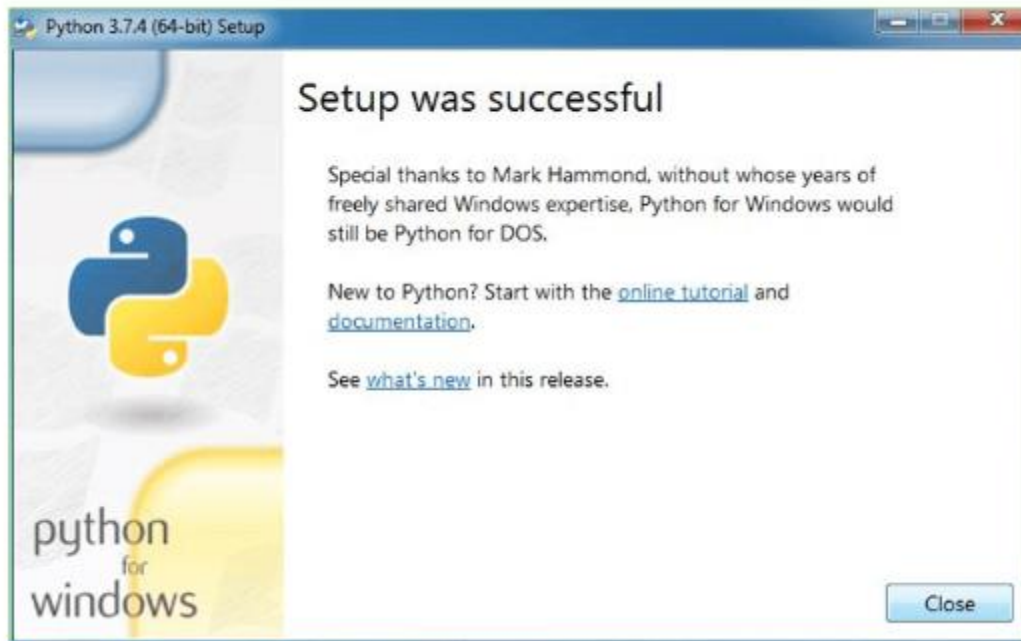 Python 3.7.4 (64-bit) Setup
Setup was successful
Special thanks to Mark Hammond, without whose years of
freely shared Windows expertise, Python for Windows would
still be Python for DOS.
New to Python? Start with the online tutorial and
documentation.
See what's new in this release.
python
for
windows
Close